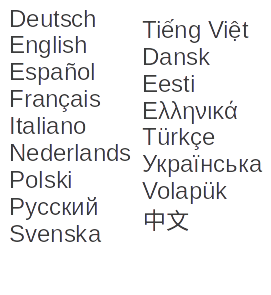 Deutsch
English
Español
Français
Italiano
Nederlands
Polski
Русский
Svenska
Tiếng Việt
Dansk
Eesti
Ελληνικά
Türkçe
Українська
Volapük
中文